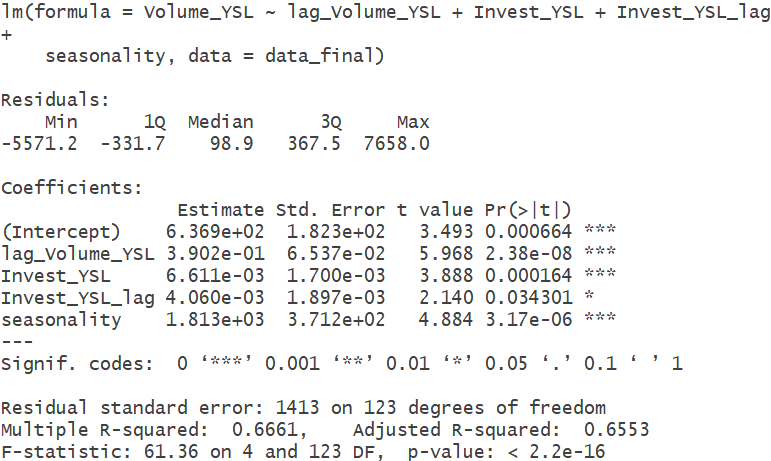 lm(formula = Volume_YSL ~ lag_Volume_YSL + Invest_YSL + Invest_YSL_lag
+
    seasonality, data = data_final)

Residuals:
    Min      1Q  Median      3Q     Max
-5571.2  -331.7    98.9   367.5  7658.0

Coefficients:
                Estimate Std. Error t value Pr(>|t|)
(Intercept)    6.369e+02  1.823e+02   3.493 0.000664 ***
lag_Volume_YSL 3.902e-01  6.537e-02   5.968 2.38e-08 ***
Invest_YSL     6.611e-03  1.700e-03   3.888 0.000164 ***
Invest_YSL_lag 4.060e-03  1.897e-03   2.140 0.034301 *
seasonality    1.813e+03  3.712e+02   4.884 3.17e-06 ***
---
Signif. codes:  0 ‘***’ 0.001 ‘**’ 0.01 ‘*’ 0.05 ‘.’ 0.1 ‘ ’ 1

Residual standard error: 1413 on 123 degrees of freedom
Multiple R-squared:  0.6661,    Adjusted R-squared:  0.6553
F-statistic: 61.36 on 4 and 123 DF,  p-value: < 2.2e-16